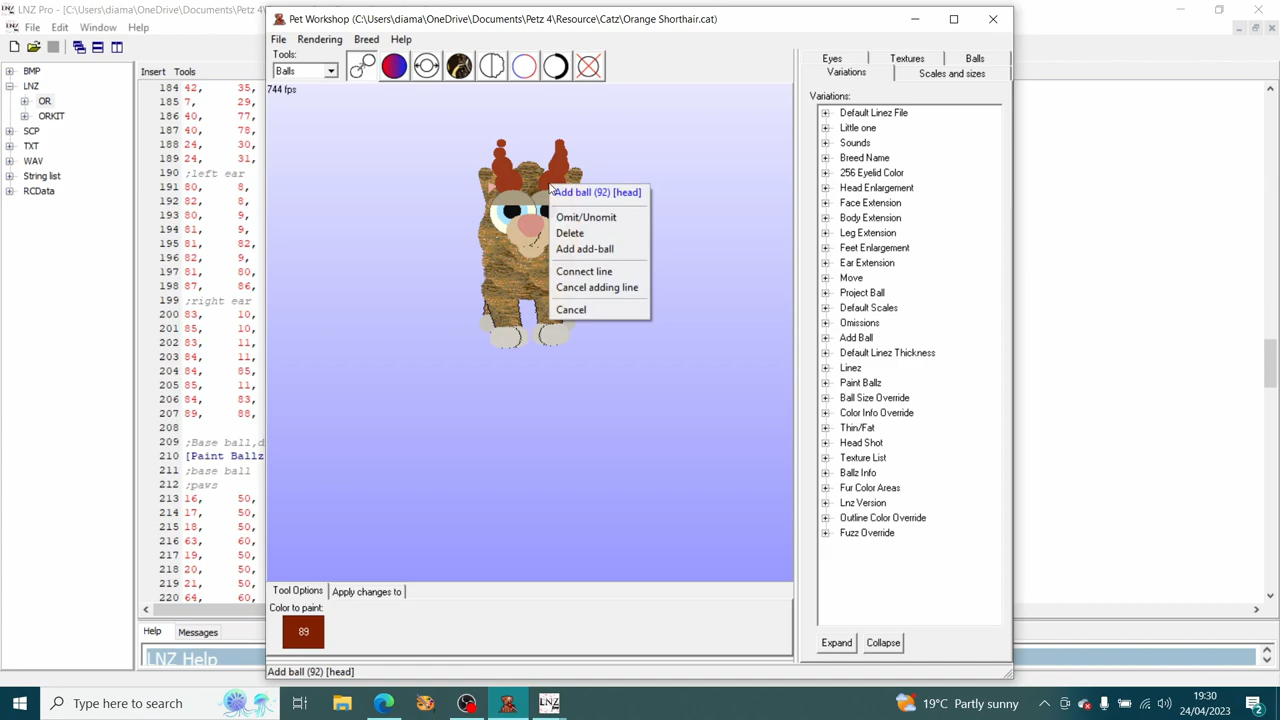 LNZ Pro - [C:\Users\diama\OneDrive\Documents\Petz 4\Resource\Catz\
File Edit Window Help
Pet Workshop (C:\Users\diama\OneDrive\Documents\Petz 4\Resource\Catz\Orange Shorthair.cat)
File Rendering Breed Help
Tools:
Balls
744 fps
BMP
LNZ
OR
ORKIT
SCP
TXT
WAV
String list
RCData
Insert Tools
184 42, 35,
185 7, 29,
186 40, 77,
187 40, 78,
188 24, 30,
189 24, 31,
190 ;left ear
191 80, 8,
192 82, 8,
193 80, 9,
194 81, 9,
195 81, 82,
196 82, 9,
197 81, 80,
198 87, 86,
199 ;right ear
200 83, 10,
201 85, 10,
202 83, 11,
203 84, 11,
204 84, 85,
205 85, 11,
206 84, 83,
207 89, 88,
208
209 ;Base ball,d
210 [Paint Ballz
211 ;base ball
212 ;paws
213 16, 50,
214 17, 50,
215 18, 50,
216 63, 60,
217 19, 50,
218 20, 50,
219 21, 50,
220 64, 60,
Help Messages
LNZ Help
Add ball (92) [head]
Omit/Unomit
Delete
Add add-ball
Connect line
Cancel adding line
Cancel
Tool Options Apply changes to
Color to paint:
89
Add ball (92) [head]
Eyes Textures Balls
Variations Scales and sizes
Variations:
Default Linez File
Little one
Sounds
Breed Name
256 Eyelid Color
Head Enlargement
Face Extension
Body Extension
Leg Extension
Feet Enlargement
Ear Extension
Move
Project Ball
Default Scales
Omissions
Add Ball
Default Linez Thickness
Linez
Paint Ballz
Ball Size Override
Color Info Override
Thin/Fat
Head Shot
Texture List
Ballz Info
Fur Color Areas
Lnz Version
Outline Color Override
Fuzz Override
Expand Collapse
Type here to search
LNZ
19°C Partly sunny
19:30
24/04/2023
2